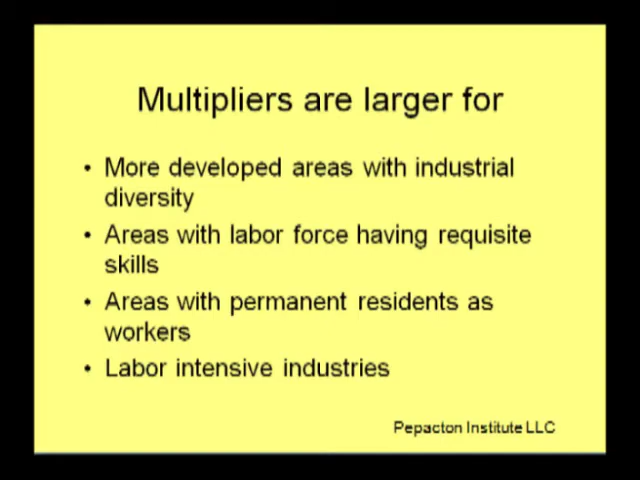 Multipliers are larger for
• More developed areas with industrial
diversity
• Areas with labor force having requisite
skills
• Areas with permanent residents as
workers
• Labor intensive industries
Pepacton Institute LLC